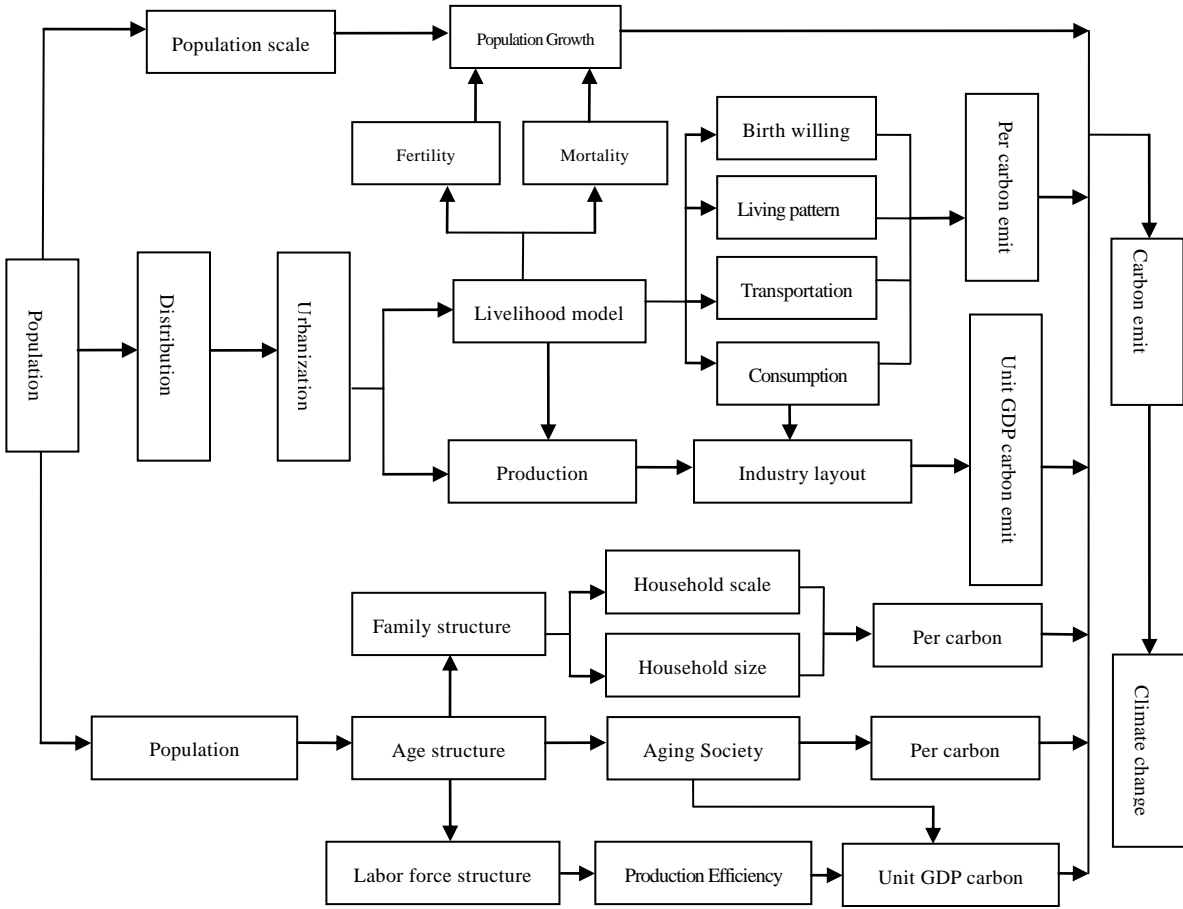 Population scale
Population Growth
Fertility
Mortality
Birth willing
Living pattern
Transportation
Consumption
Per carbon emit
Population
Distribution
Urbanization
Livelihood model
Production
Industry layout
Unit GDP carbon emit
Carbon emit
Climate change
Family structure
Household scale
Household size
Per carbon
Population
Age structure
Aging Society
Per carbon
Labor force structure
Production Efficiency
Unit GDP carbon